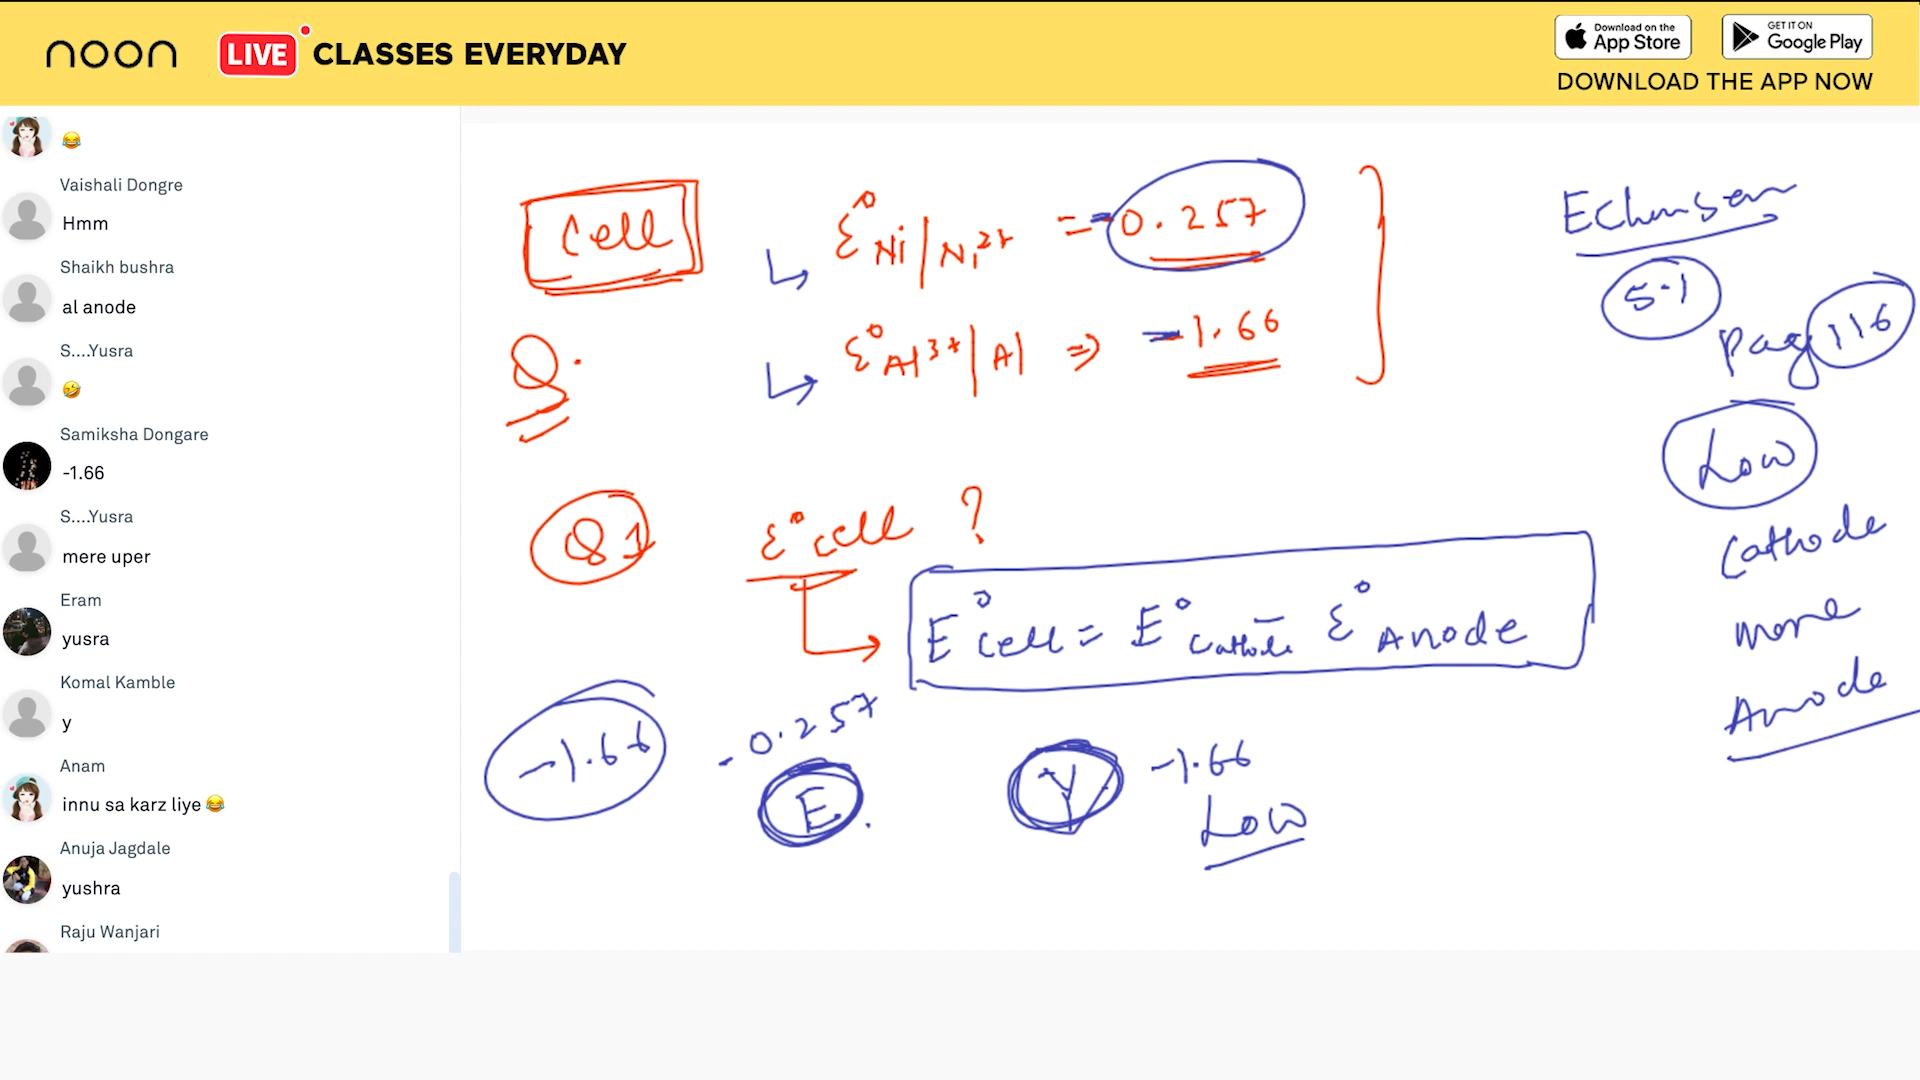 noon LIVE CLASSES EVERYDAY
Download on the App Store
GET IT ON Google Play
DOWNLOAD THE APP NOW
😂
Vaishali Dongre
Hmm
Shaikh bushra
al anode
S....Yusra
🤣
Samiksha Dongare
-1.66
S....Yusra
mere uper
Eram
yusra
Komal Kamble
y
Anam
innu sa karz liye 😂
Anuja Jagdale
yushra
Raju Wanjari
Cell
Ɛ° Ni | Ni2+ = -0.257
Q.
Ɛ° Al3+ | Al ⇒ -1.66
Q1
Ɛ° cell ?
E° cell = E° Cathode - Ɛ° Anode
-1.66
-0.257
E
Y
-1.66
Low
5.1
Pag 116
Low
Cathode
more
Anode